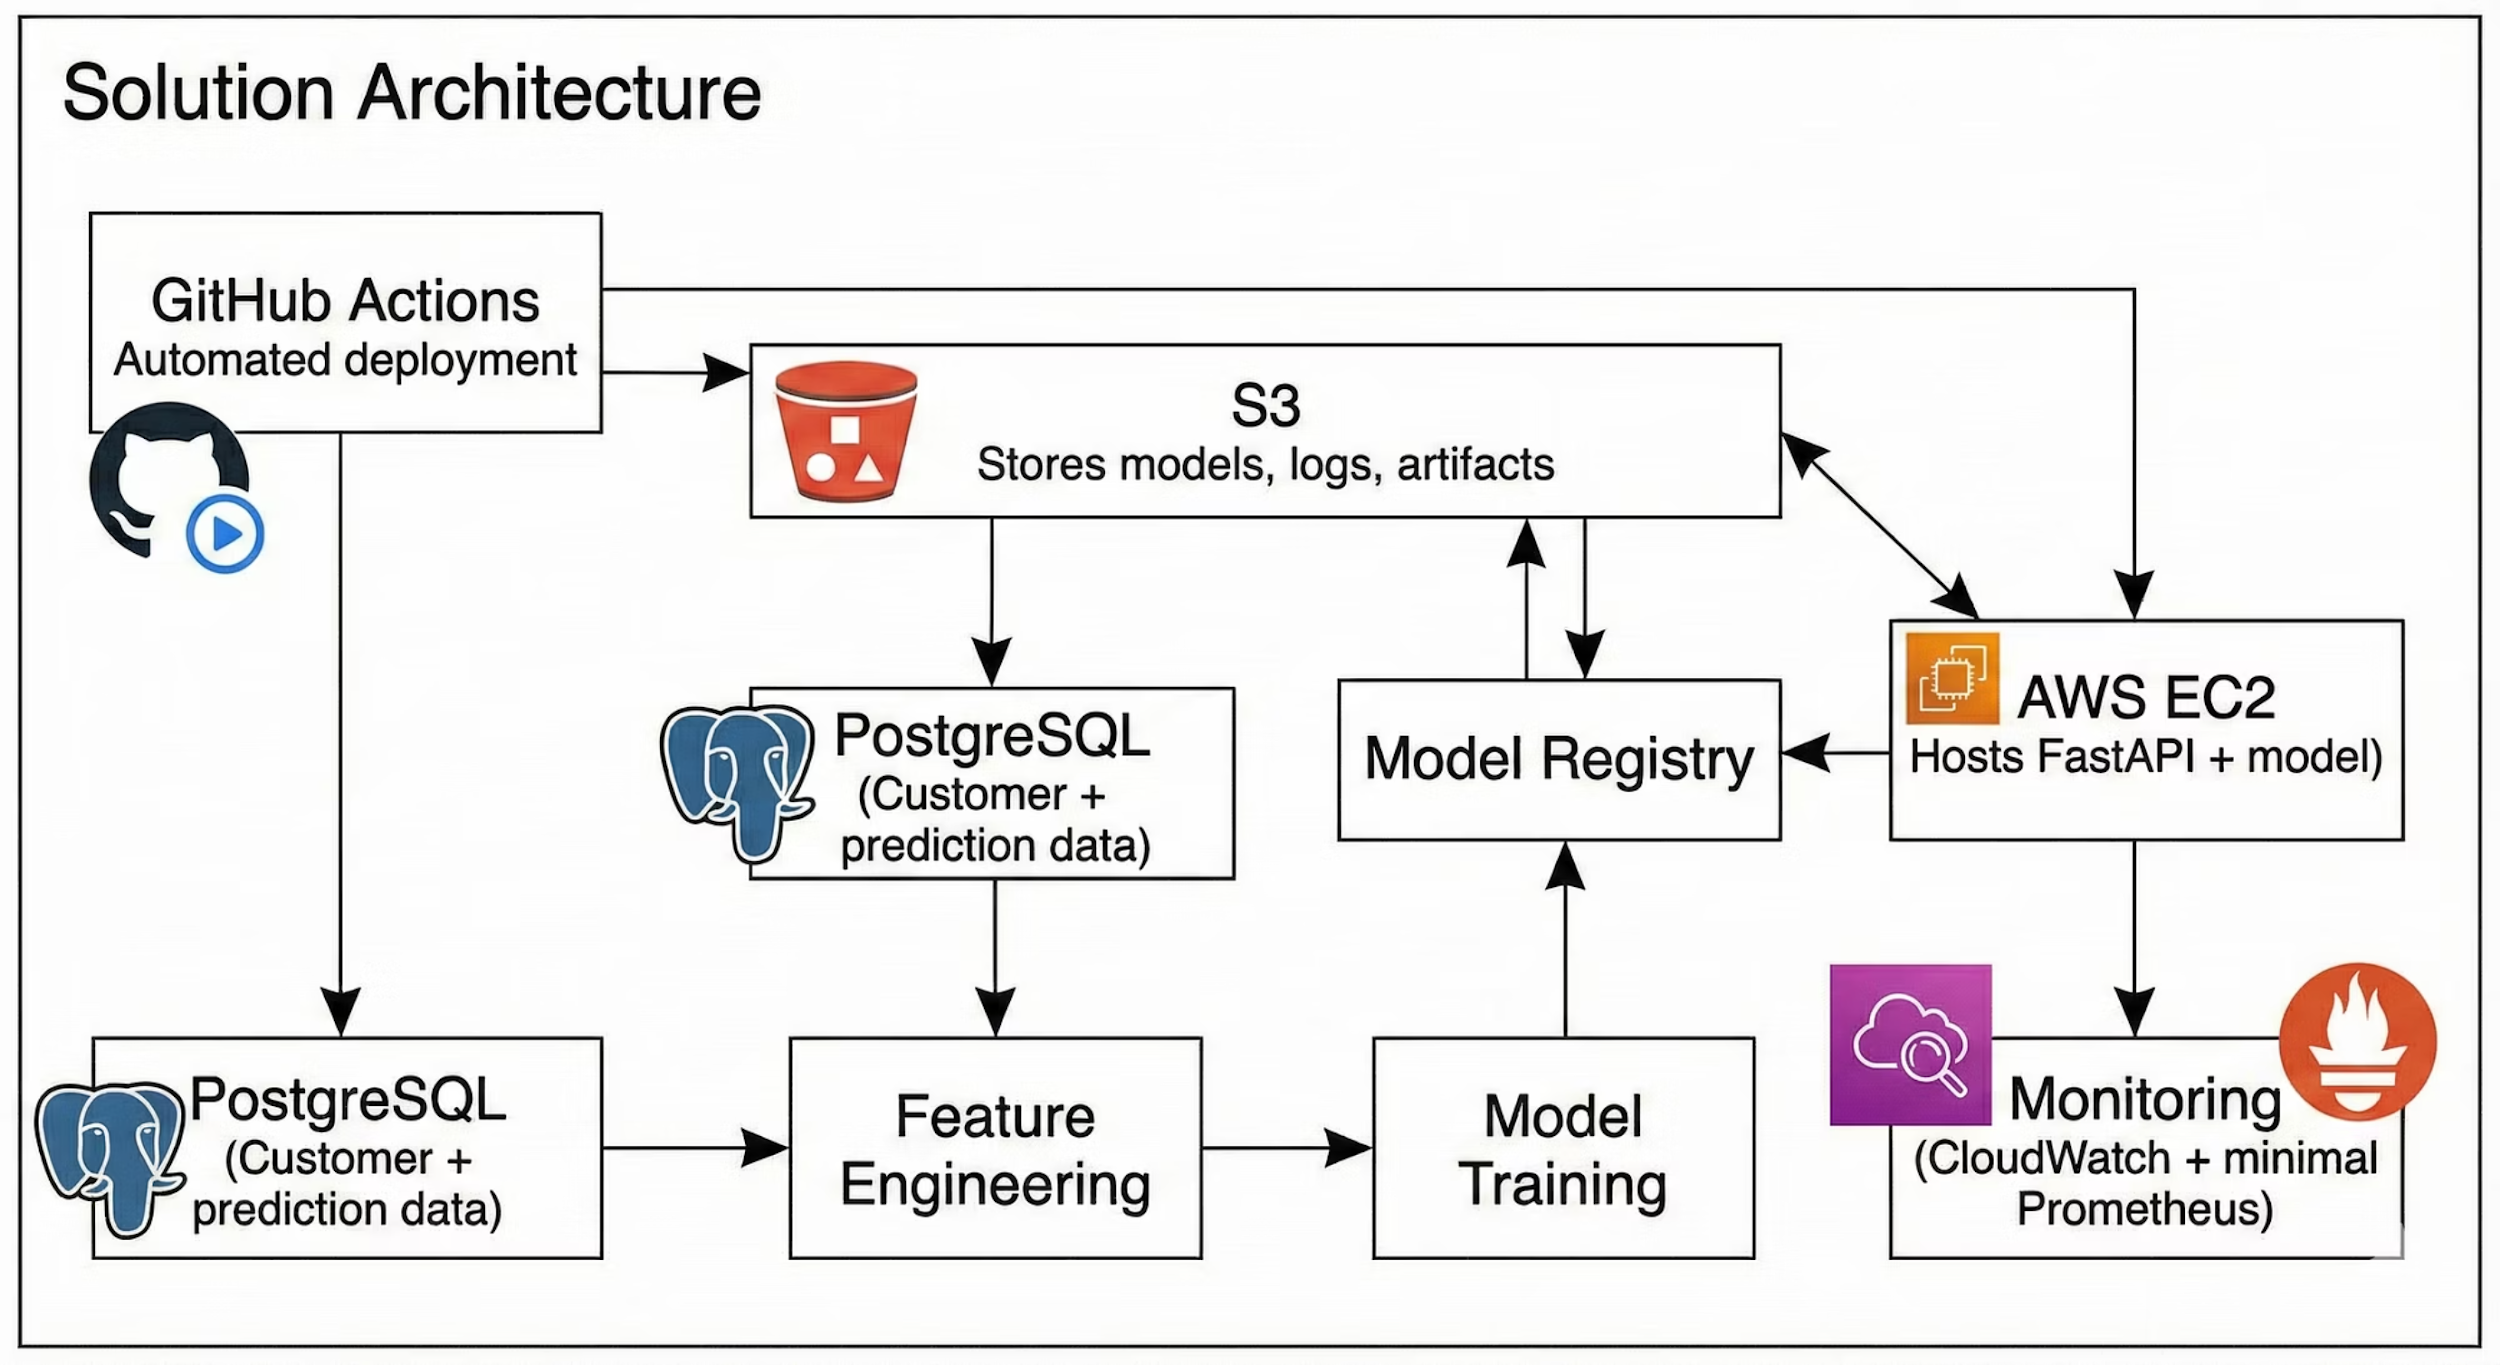 Solution Architecture
GitHub Actions
Automated deployment
S3
Stores models, logs, artifacts
PostgreSQL
(Customer +
prediction data)
Model Registry
AWS EC2
Hosts FastAPI + model)
PostgreSQL
(Customer +
prediction data)
Feature
Engineering
Model
Training
Monitoring
(CloudWatch + minimal
Prometheus)